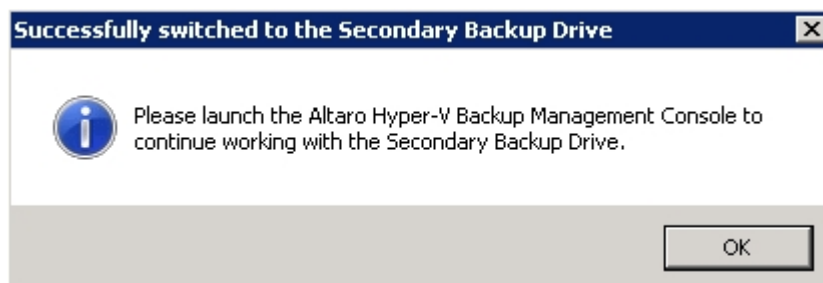 Successfully switched to the Secondary Backup Drive
Please launch the Altaro Hyper-V Backup Management Console to
continue working with the Secondary Backup Drive.
OK